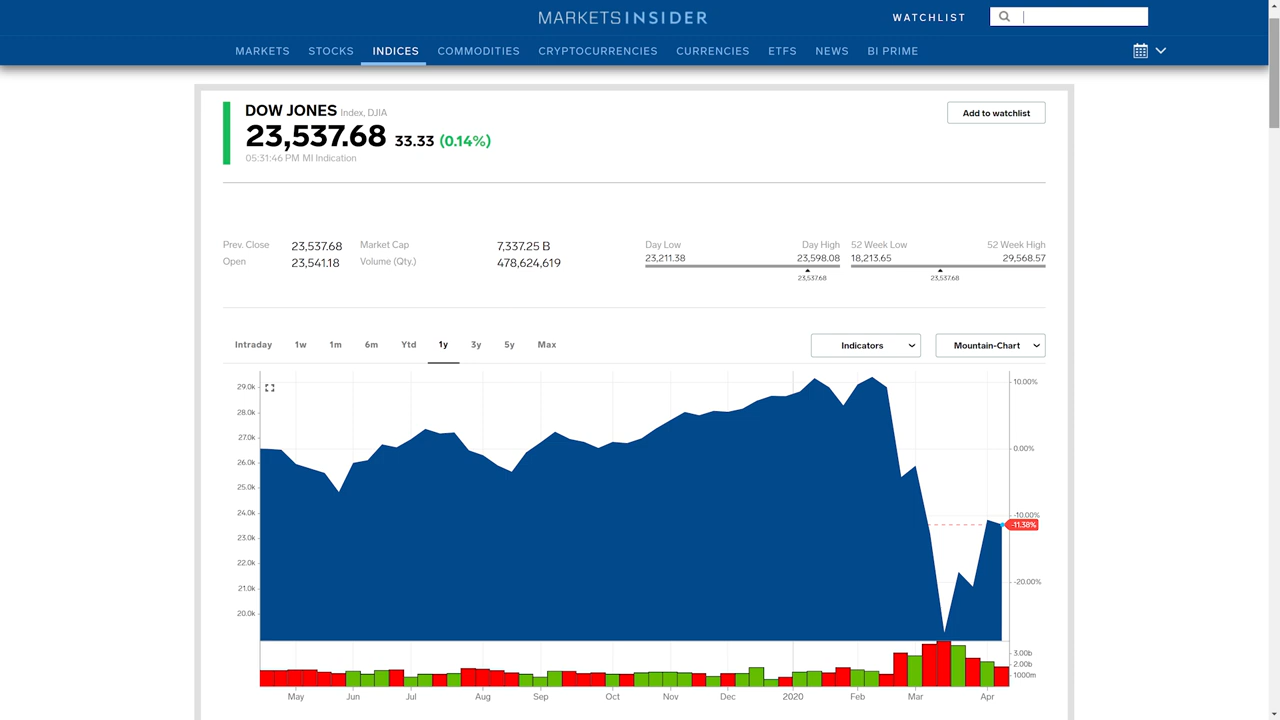 MARKETS INSIDER
WATCHLIST
MARKETS STOCKS INDICES COMMODITIES CRYPTOCURRENCIES CURRENCIES ETFS NEWS BI PRIME
DOW JONES Index, DJIA
Add to watchlist
23,537.68 33.33 (0.14%)
05:31:46 PM MI Indication
Prev. Close 23,537.68 Market Cap 7,337.25 B Day Low Day High 52 Week Low 52 Week High
Open 23,541.18 Volume (Qty.) 478,624,619 23,211.38 23,598.08 18,213.65 29,568.57
23,537.68 23,537.68
Intraday 1w 1m 6m Ytd 1y 3y 5y Max Indicators Mountain-Chart
29.0k 10.00%
28.0k
27.0k 0.00%
26.0k
25.0k
24.0k -10.00%
-11.38%
23.0k
22.0k
21.0k -20.00%
20.0k
3.00b
2.00b
1000m
May Jun Jul Aug Sep Oct Nov Dec 2020 Feb Mar Apr